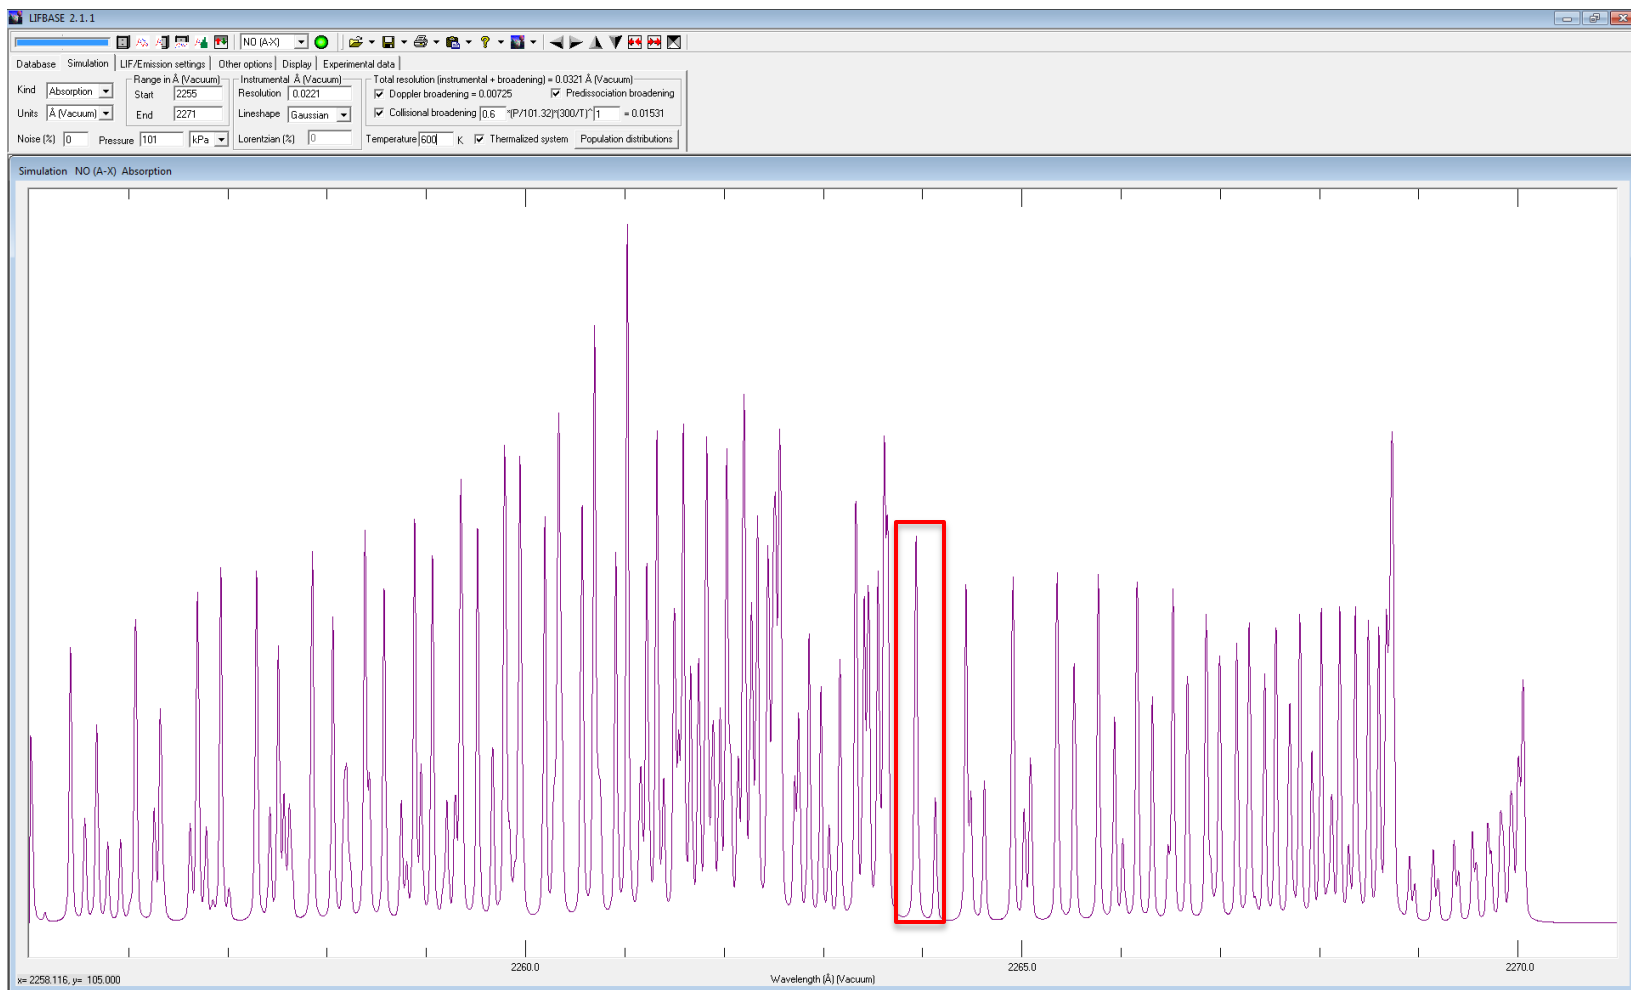 LIFBASE 2.1.1
NO (A-X)
Database Simulation LIF/Emission settings Other options Display Experimental data
Kind Absorption
Units Å (Vacuum)
Noise (%) 0 Pressure 101 kPa
Range in Å (Vacuum)
Start 2255
End 2271
Instrumental Å (Vacuum)
Resolution 0.0221
Lineshape Gaussian
Lorentzian (%) 0
Total resolution (instrumental + broadening) = 0.0321 Å (Vacuum)
Doppler broadening = 0.00725 Predissociation broadening
Collisional broadening 0.6 *(P/101.32)*(300/T)^ 1 = 0.01531
Temperature 600 K Thermalized system Population distributions
Simulation NO (A-X) Absorption
2260.0 2265.0 2270.0
Wavelength (Å) (Vacuum)
x= 2258.116, y= 105.000